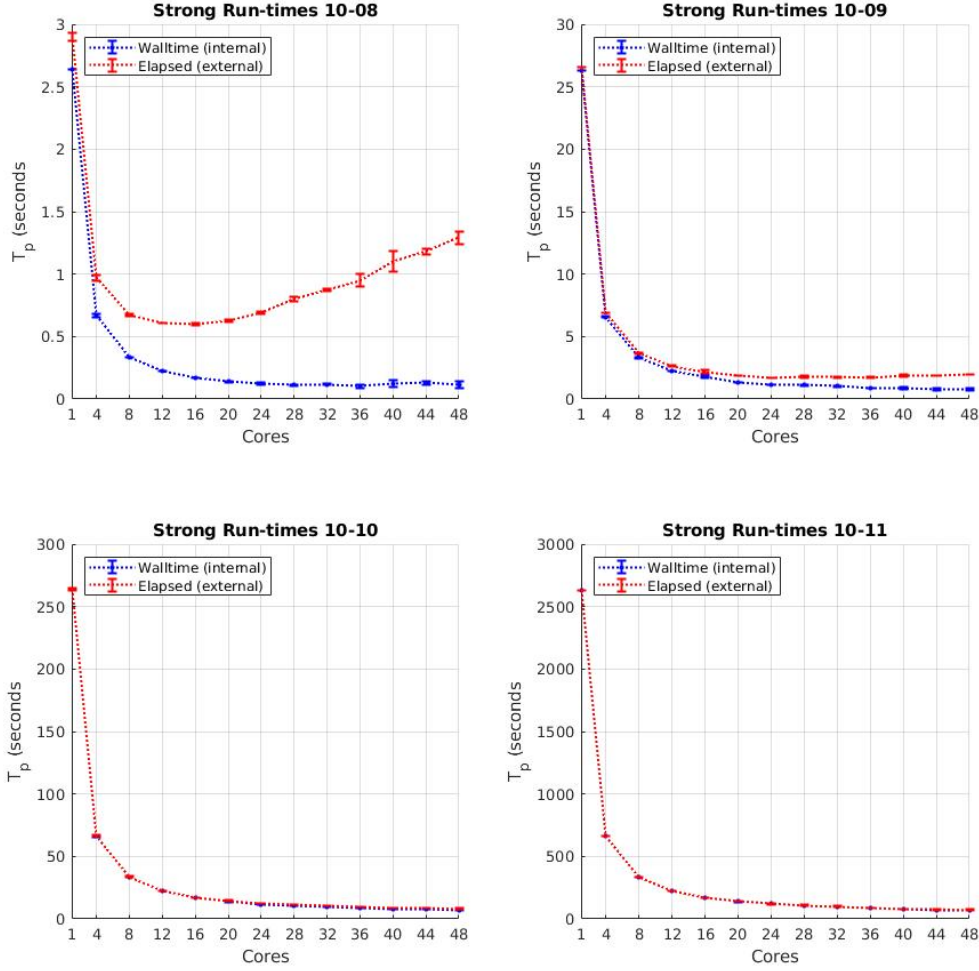 Strong Run-times 10-08
Walltime (internal)
Elapsed (external)
3
2.5
2
1.5
1
0.5
0
T_p (seconds
1 4 8 12 16 20 24 28 32 36 40 44 48
Cores
Strong Run-times 10-09
Walltime (internal)
Elapsed (external)
30
25
20
15
10
5
0
T_p (seconds
1 4 8 12 16 20 24 28 32 36 40 44 48
Cores
Strong Run-times 10-10
Walltime (internal)
Elapsed (external)
300
250
200
150
100
50
0
T_p (seconds
1 4 8 12 16 20 24 28 32 36 40 44 48
Cores
Strong Run-times 10-11
Walltime (internal)
Elapsed (external)
3000
2500
2000
1500
1000
500
0
T_p (seconds
1 4 8 12 16 20 24 28 32 36 40 44 48
Cores